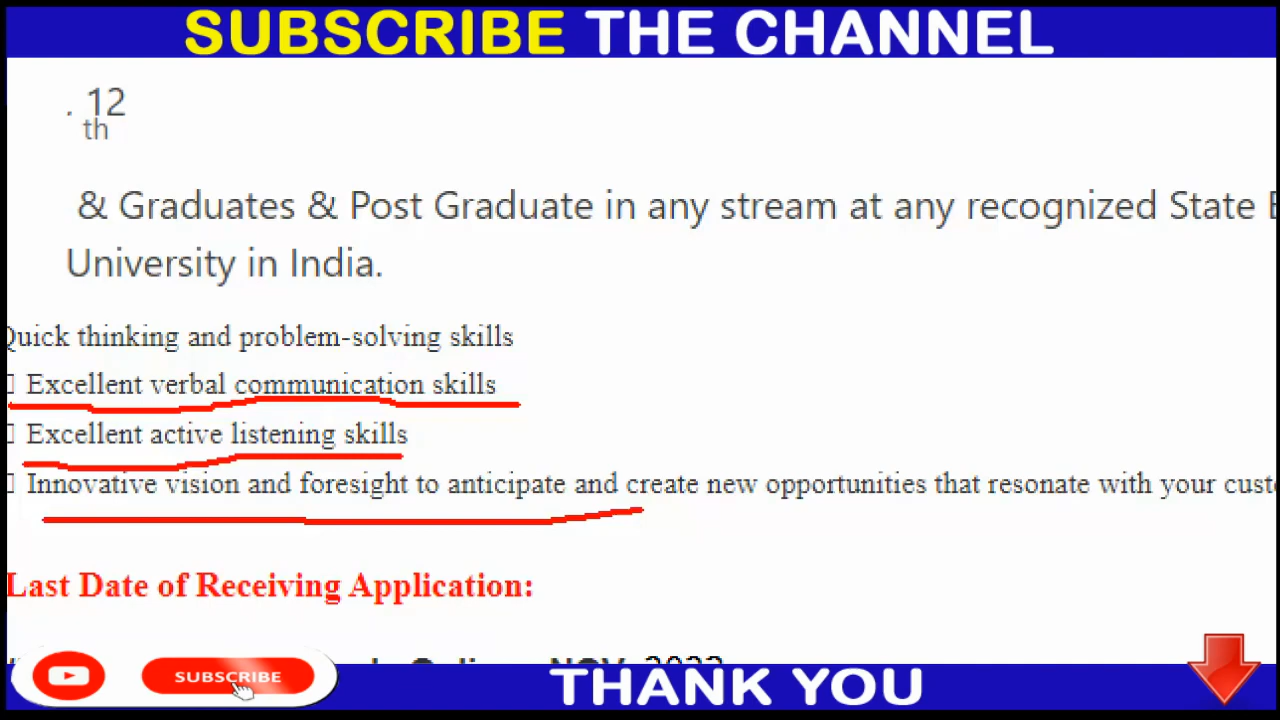 SUBSCRIBE THE CHANNEL
. 12
th
& Graduates & Post Graduate in any stream at any recognized State
University in India.
Quick thinking and problem-solving skills
Excellent verbal communication skills
Excellent active listening skills
Innovative vision and foresight to anticipate and create new opportunities that resonate with your
Last Date of Receiving Application:
SUBSCRIBE
THANK YOU